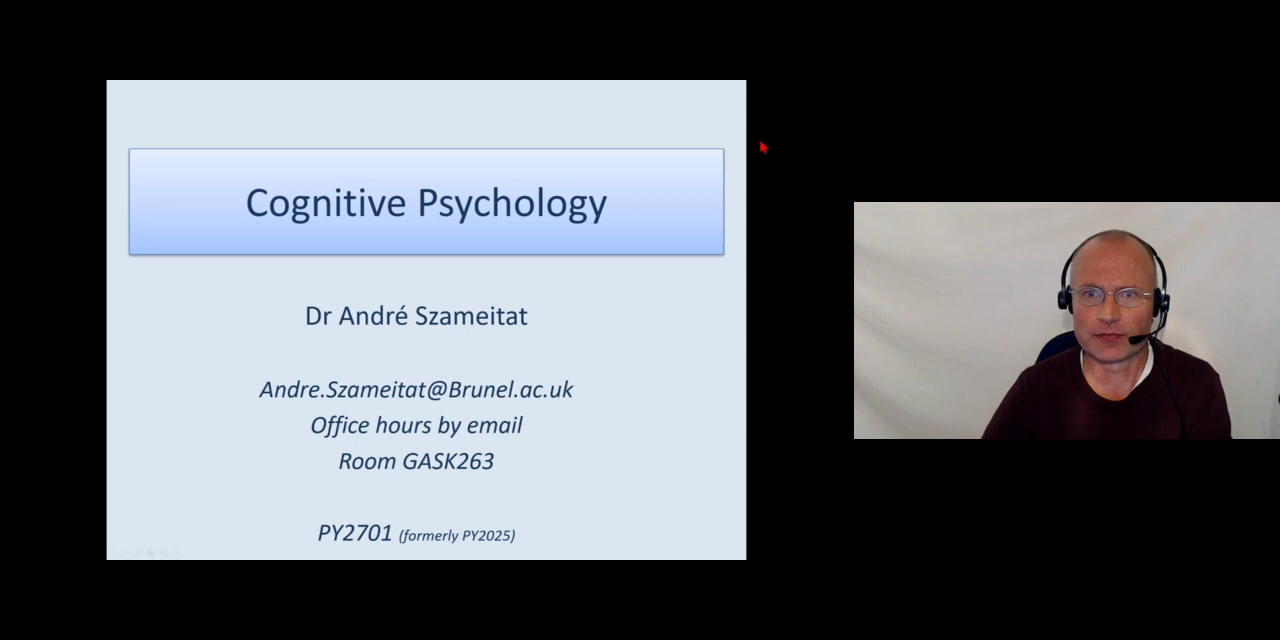 Cognitive Psychology
Dr André Szameitat
Andre.Szameitat@Brunel.ac.uk
Office hours by email
Room GASK263
PY2701 (formerly PY2025)